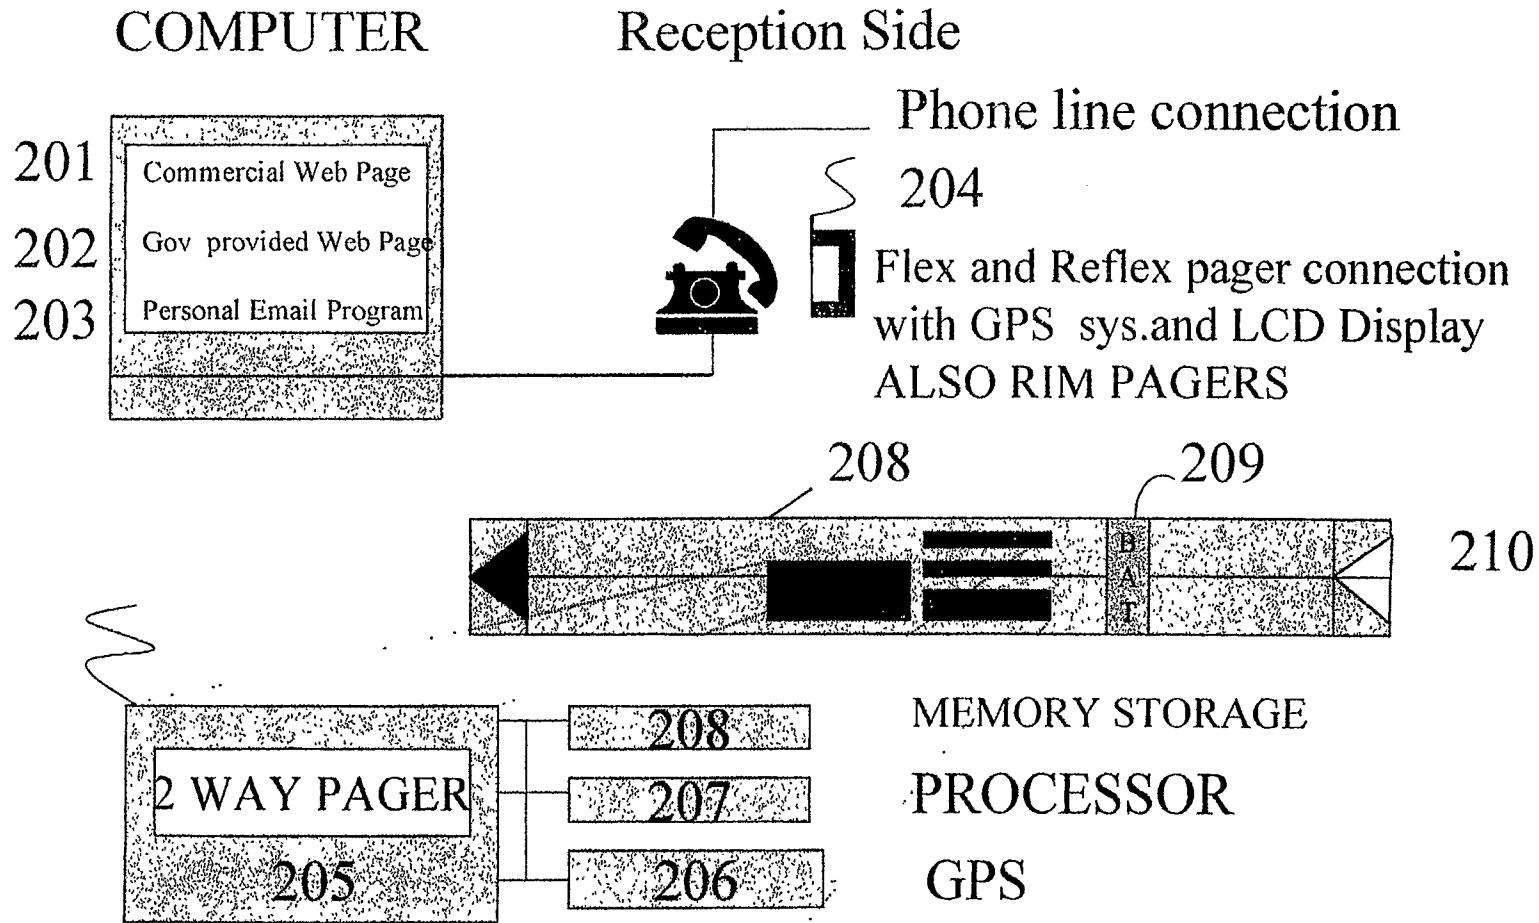 COMPUTER
Reception Side
Phone line connection
201
Commercial Web Page
204
202
Gov provided Web Page
Flex and Reflex pager connection
203
Personal Email Program
with GPS sys.and LCD Display
ALSO RIM PAGERS
208
209
B
A
T
210
208
MEMORY STORAGE
2 WAY PAGER
207
PROCESSOR
205
206
GPS